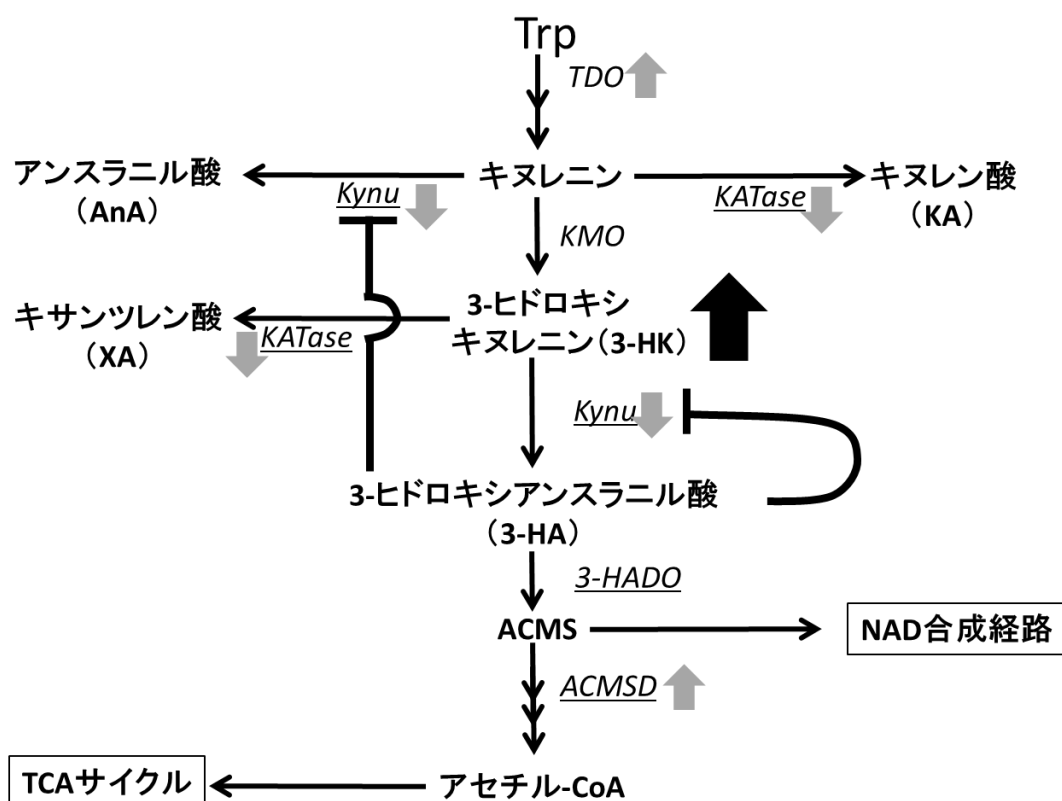 Trp
TDO
アンスラニル酸
（AnA）
Kynu
キヌレニン
KATase
キヌレン酸
（KA）
KMO
キサンツレン酸
（XA）
KATase
3-ヒドロキシ
キヌレニン（3-HK）
Kynu
3-ヒドロキシアンスラニル酸
（3-HA）
3-HADO
ACMS
NAD合成経路
ACMSD
TCAサイクル
アセチル-CoA